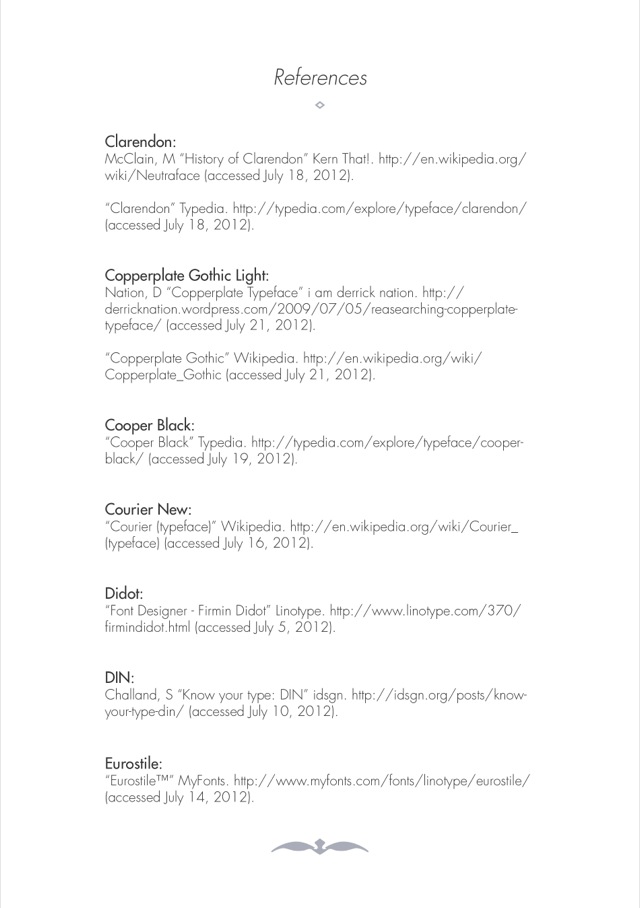 References
Clarendon:
McClain, M “History of Clarendon” Kern That!. http://en.wikipedia.org/
wiki/Neutraface (accessed July 18, 2012).
“Clarendon” Typedia. http://typedia.com/explore/typeface/clarendon/
(accessed July 18, 2012).
Copperplate Gothic Light:
Nation, D “Copperplate Typeface” i am derrick nation. http://
derricknation.wordpress.com/2009/07/05/reasearching-copperplate-
typeface/ (accessed July 21, 2012).
“Copperplate Gothic” Wikipedia. http://en.wikipedia.org/wiki/
Copperplate_Gothic (accessed July 21, 2012).
Cooper Black:
“Cooper Black” Typedia. http://typedia.com/explore/typeface/cooper-
black/ (accessed July 19, 2012).
Courier New:
“Courier (typeface)” Wikipedia. http://en.wikipedia.org/wiki/Courier_
(typeface) (accessed July 16, 2012).
Didot:
“Font Designer - Firmin Didot” Linotype. http://www.linotype.com/370/
firmindidot.html (accessed July 5, 2012).
DIN:
Challand, S “Know your type: DIN” idsgn. http://idsgn.org/posts/know-
your-type-din/ (accessed July 10, 2012).
Eurostile:
“Eurostile™” MyFonts. http://www.myfonts.com/fonts/linotype/eurostile/
(accessed July 14, 2012).